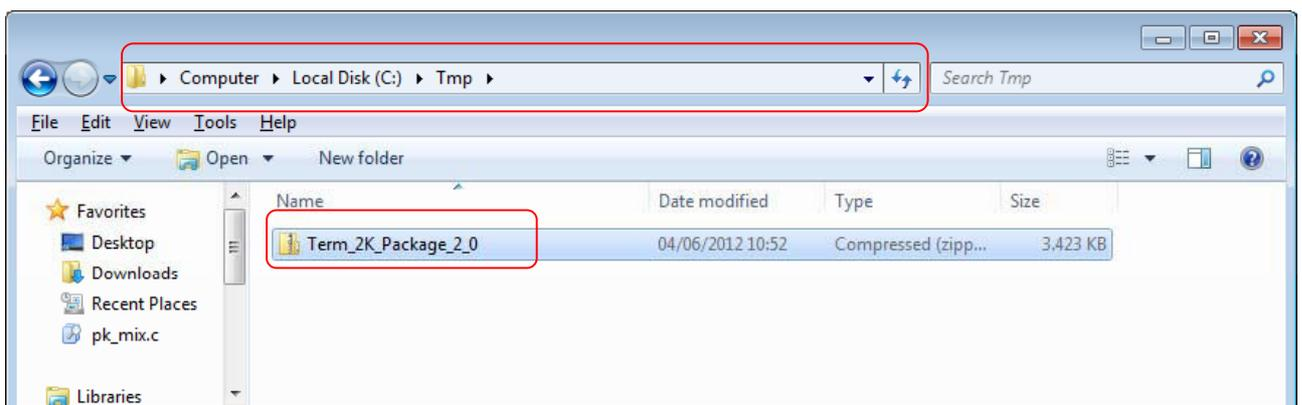 Computer Local Disk (C:) Tmp Search Tmp
File Edit View Tools Help
Organize Open New folder
Name Date modified Type Size
Favorites
Term_2K_Package_2_0 04/06/2012 10:52 Compressed (zipp... 3.423 KB
Desktop
Downloads
Recent Places
pk_mix.c
Libraries